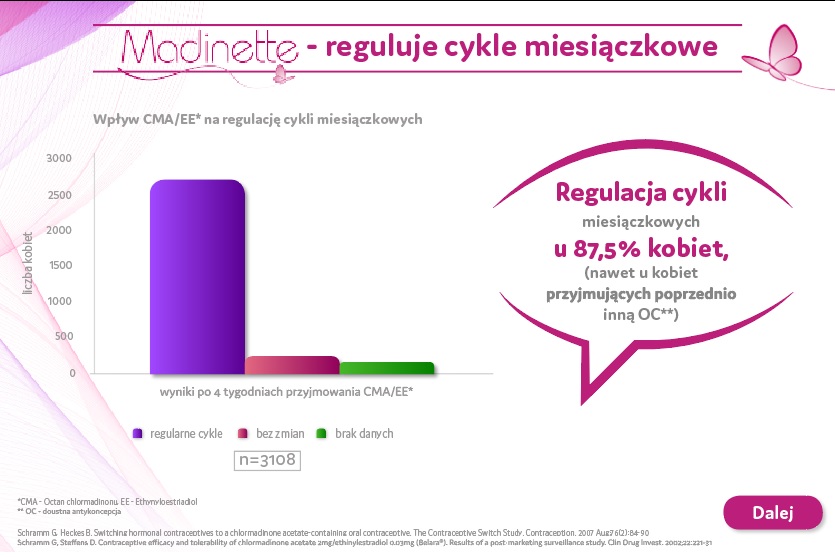 Madinette - reguluje cykle miesiączkowe
Wpływ CMA/EE* na regulację cykli miesiączkowych
3000
2500
2000
1500
1000
500
0
liczba kobiet
wyniki po 4 tygodniach przyjmowania CMA/EE*
regularne cykle bez zmian brak danych
n=3108
Regulacja cykli
miesiączkowych
u 87,5% kobiet,
(nawet u kobiet
przyjmujących poprzednio
inną OC**)
*CMA - Octan chlormadinonu, EE - Ethynyloestriadiol
** OC - doustna antykoncepcja
Dalej
Schramm G, Heckes B. Switching hormonal contraceptives to a chlormadinone acetate-containing oral contraceptive. The Contraceptive Switch Study. Contraception. 2007 Aug;76(2):84-90
Schramm G, Steffens D. Contraceptive efficacy and tolerability of chlormadinone acetate 2mg/ethinylestradiol 0.03mg (Belara®). Results of a post-marketing surveillance study. Clin Drug Invest. 2002;22:221-31